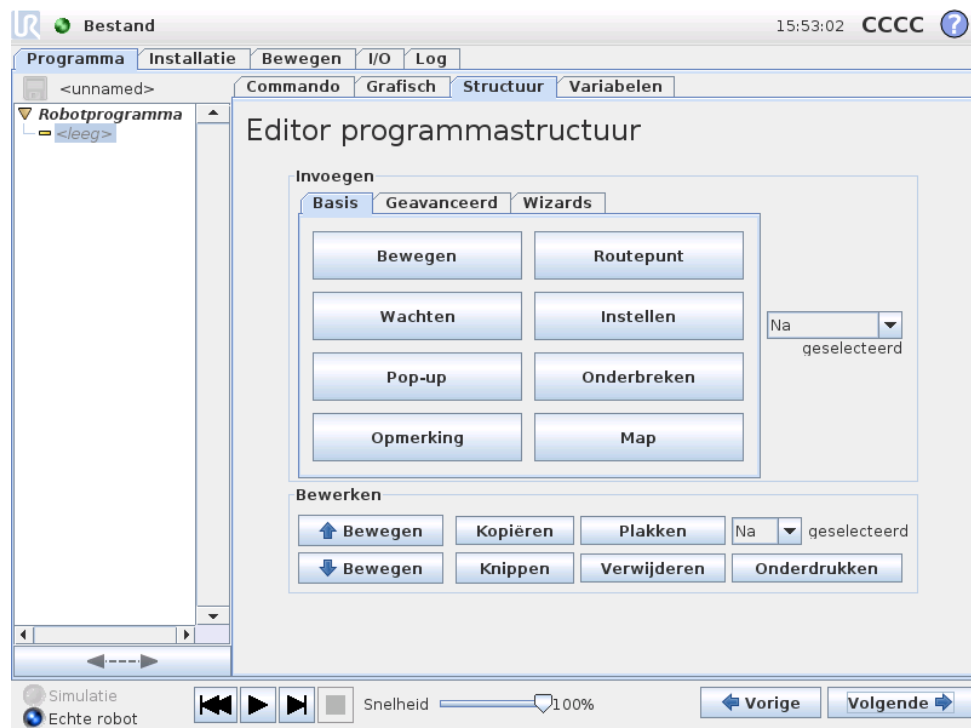 UR Bestand 15:53:02 CCCC ?
Programma Installatie Bewegen I/O Log
<unnamed> Commando Grafisch Structuur Variabelen
Robotprogramma
<leeg>
Editor programmastructuur
Invoegen
Basis Geavanceerd Wizards
Bewegen Routepunt
Wachten Instellen
Na
geselecteerd
Pop-up Onderbreken
Opmerking Map
Bewerken
Bewegen Kopiëren Plakken Na geselecteerd
Bewegen Knippen Verwijderen Onderdrukken
Simulatie
Echte robot
Snelheid 100% Vorige Volgende